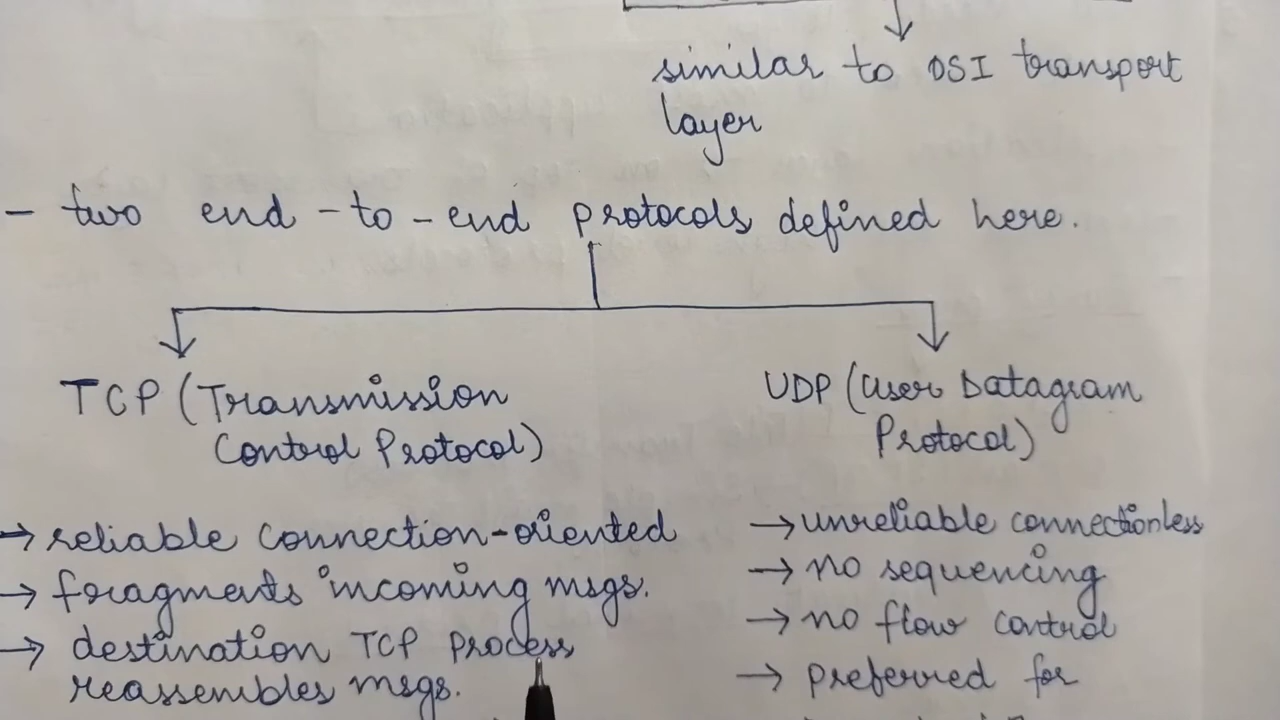 similar to OSI transport
layer
- two end-to-end protocols defined here.
TCP (Transmission
Control Protocol)
→ reliable connection-oriented
→ fragments incoming msgs.
→ destination TCP process
reassembles msgs.
UDP (User Datagram
Protocol)
→ unreliable connectionless
→ no sequencing
→ no flow control
→ preferred for